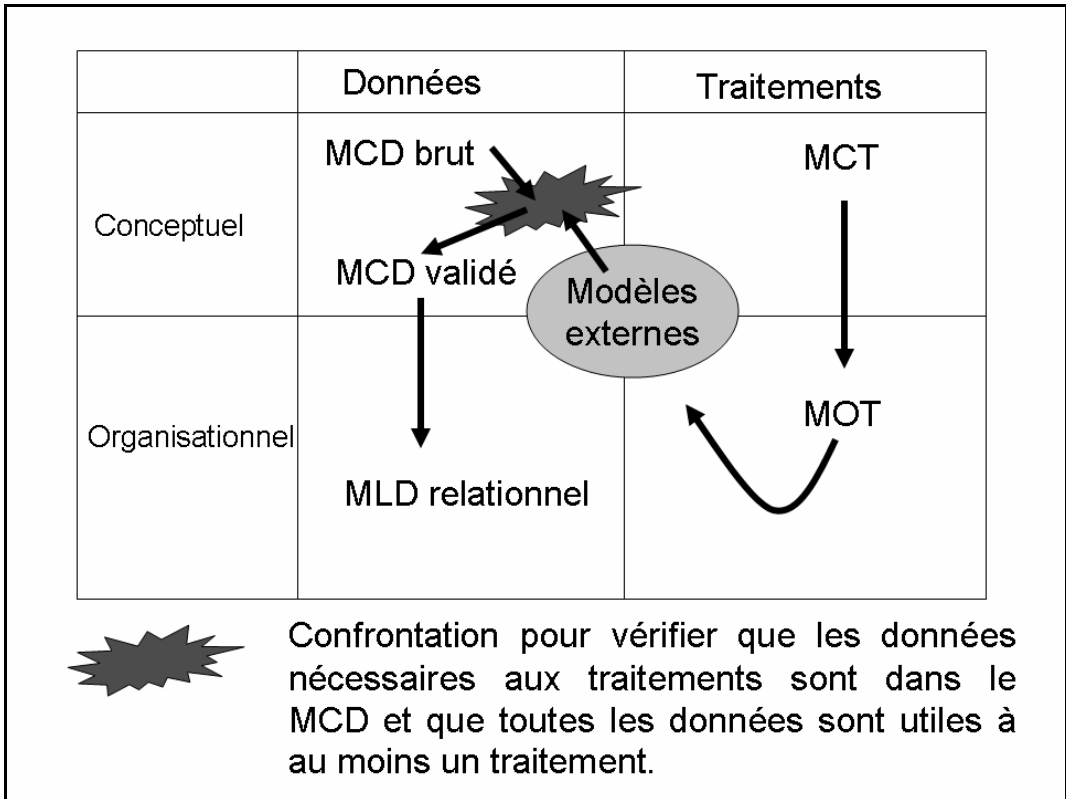 Données
Traitements
MCD brut
MCT
Conceptuel
MCD validé
Modèles
externes
Organisationnel
MOT
MLD relationnel
Confrontation pour vérifier que les données
nécessaires aux traitements sont dans le
MCD et que toutes les données sont utiles à
au moins un traitement.